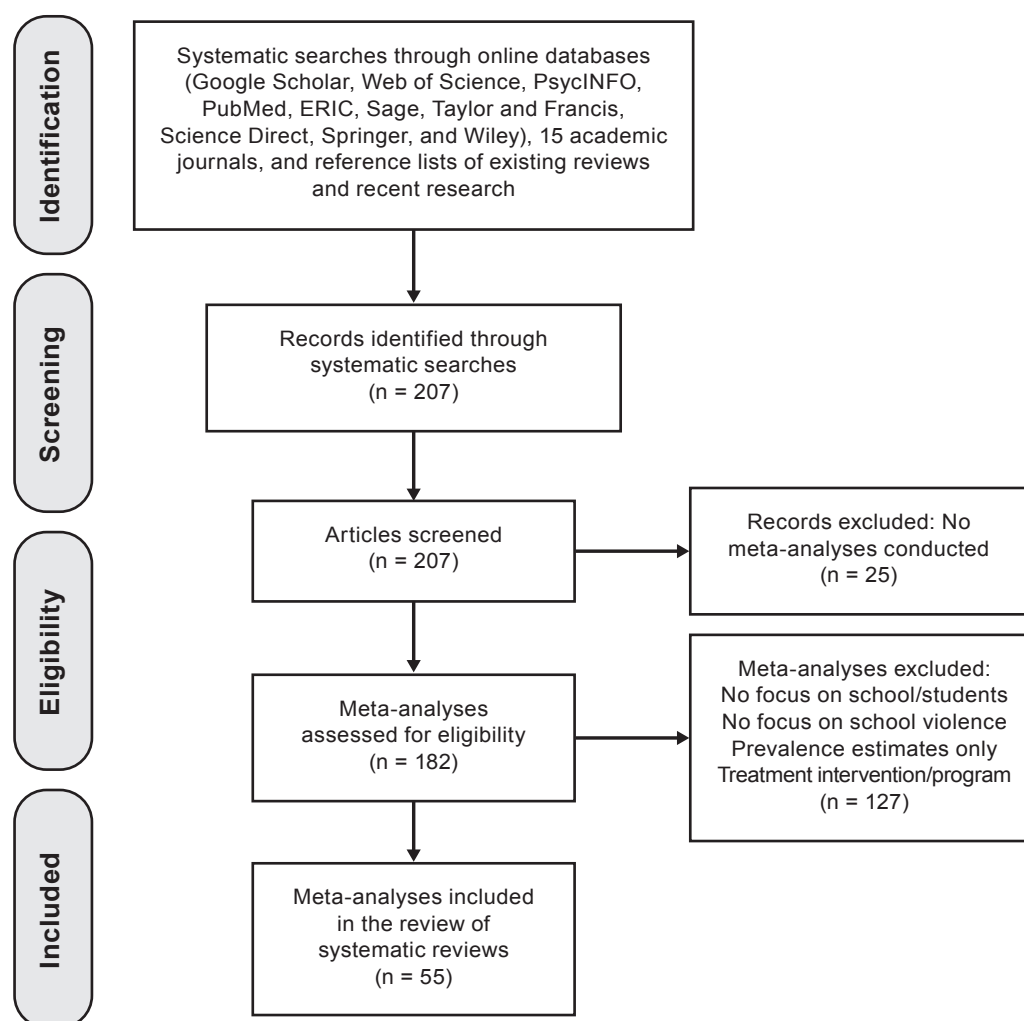 Identification
Systematic searches through online databases
(Google Scholar, Web of Science, PsycINFO,
PubMed, ERIC, Sage, Taylor and Francis,
Science Direct, Springer, and Wiley), 15 academic
journals, and reference lists of existing reviews
and recent research
Screening
Records identified through
systematic searches
(n = 207)
Articles screened
(n = 207)
Records excluded: No
meta-analyses conducted
(n = 25)
Eligibility
Meta-analyses
assessed for eligibility
(n = 182)
Meta-analyses excluded:
No focus on school/students
No focus on school violence
Prevalence estimates only
Treatment intervention/program
(n = 127)
Included
Meta-analyses included
in the review of
systematic reviews
(n = 55)